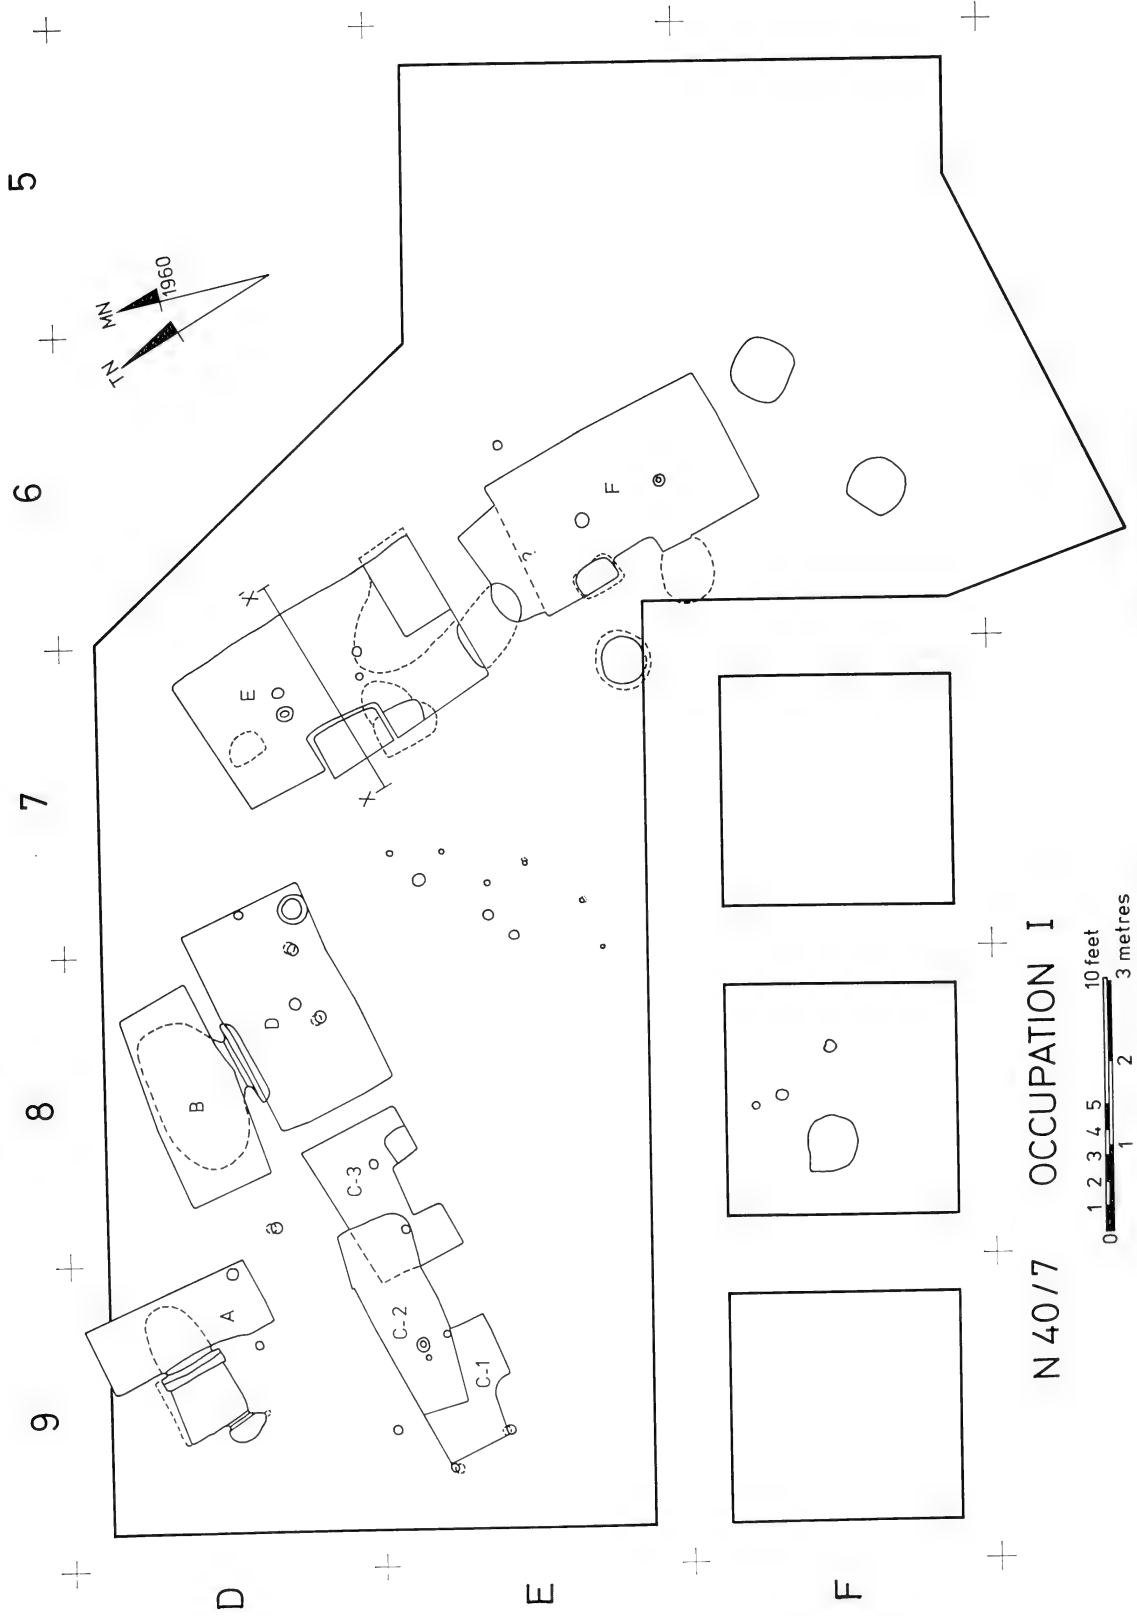 9 8 7 6 5
D
E
F
TN
MN
1960
A
B
C-1
C-2
C-3
D
E
F
?
X
X'
N 40/7 OCCUPATION I
0 1 2 3 4 5 10 feet
1 2 3 metres